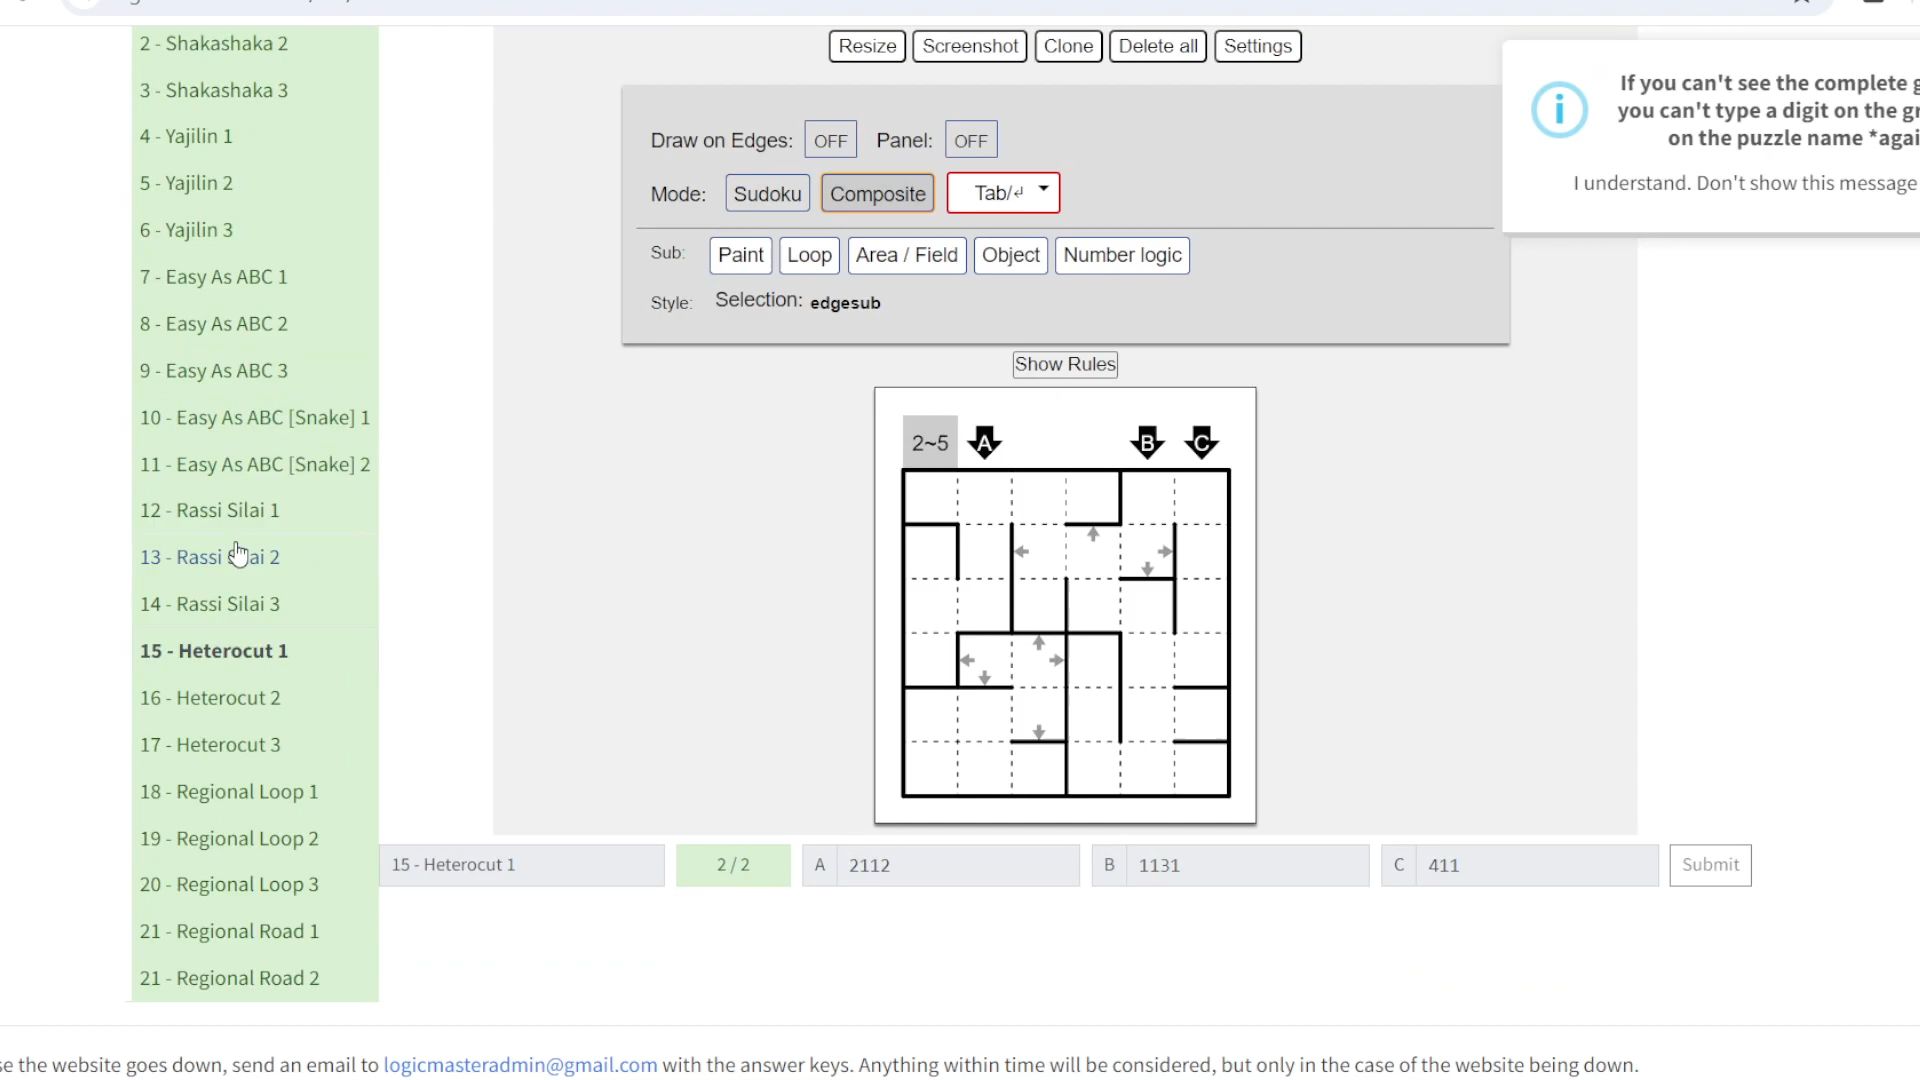 2 - Shakashaka 2
3 - Shakashaka 3
4 - Yajilin 1
5 - Yajilin 2
6 - Yajilin 3
7 - Easy As ABC 1
8 - Easy As ABC 2
9 - Easy As ABC 3
10 - Easy As ABC [Snake] 1
11 - Easy As ABC [Snake] 2
12 - Rassi Silai 1
13 - Rassi Silai 2
14 - Rassi Silai 3
15 - Heterocut 1
16 - Heterocut 2
17 - Heterocut 3
18 - Regional Loop 1
19 - Regional Loop 2
20 - Regional Loop 3
21 - Regional Road 1
21 - Regional Road 2
Resize Screenshot Clone Delete all Settings
Draw on Edges: OFF Panel: OFF
Mode: Sudoku Composite Tab/↵
Sub: Paint Loop Area / Field Object Number logic
Style: Selection: edgesub
Show Rules
2~5 A B C
If you can't see the complete g
you can't type a digit on the gr
on the puzzle name *agai
I understand. Don't show this message
15 - Heterocut 1 2 / 2 A 2112 B 1131 C 411 Submit
se the website goes down, send an email to logicmasteradmin@gmail.com with the answer keys. Anything within time will be considered, but only in the case of the website being down.